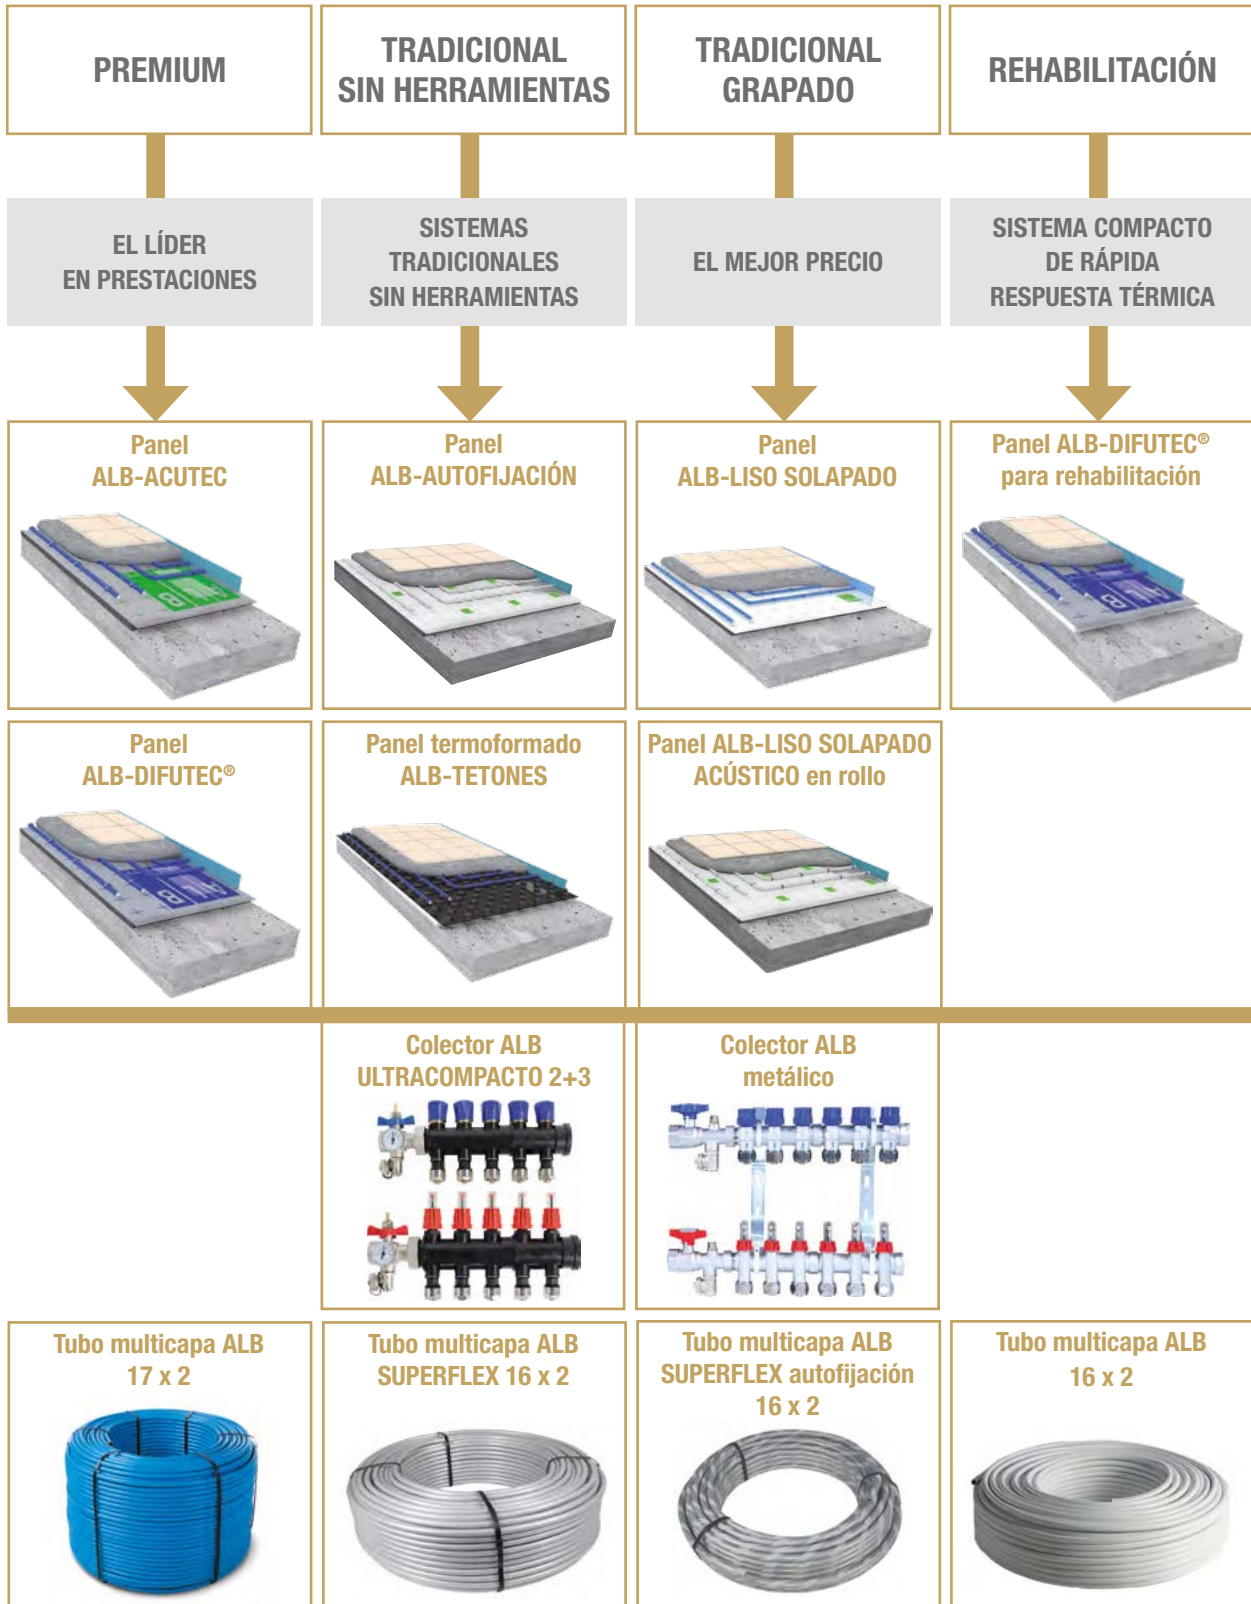 PREMIUM
TRADICIONAL
SIN HERRAMIENTAS
TRADICIONAL
GRAPADO
REHABILITACIÓN
EL LÍDER
EN PRESTACIONES
SISTEMAS
TRADICIONALES
SIN HERRAMIENTAS
EL MEJOR PRECIO
SISTEMA COMPACTO
DE RÁPIDA
RESPUESTA TÉRMICA
Panel
ALB-ACUTEC
Panel
ALB-AUTOFIJACIÓN
Panel
ALB-LISO SOLAPADO
Panel ALB-DIFUTEC®
para rehabilitación
Panel
ALB-DIFUTEC®
Panel termoformado
ALB-TETONES
Panel ALB-LISO SOLAPADO
ACÚSTICO en rollo
Colector ALB
ULTRACOMPACTO 2+3
Colector ALB
metálico
Tubo multicapa ALB
17 x 2
Tubo multicapa ALB
SUPERFLEX 16 x 2
Tubo multicapa ALB
SUPERFLEX autofijación
16 x 2
Tubo multicapa ALB
16 x 2